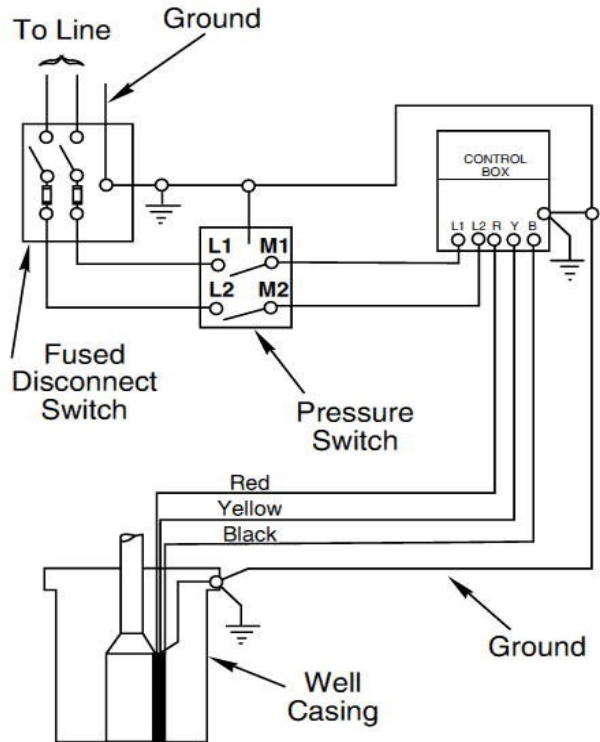 To Line
Ground
CONTROL
BOX
L1 L2 R Y B
L1 M1
L2 M2
Fused
Disconnect
Switch
Pressure
Switch
Red
Yellow
Black
Ground
Well
Casing